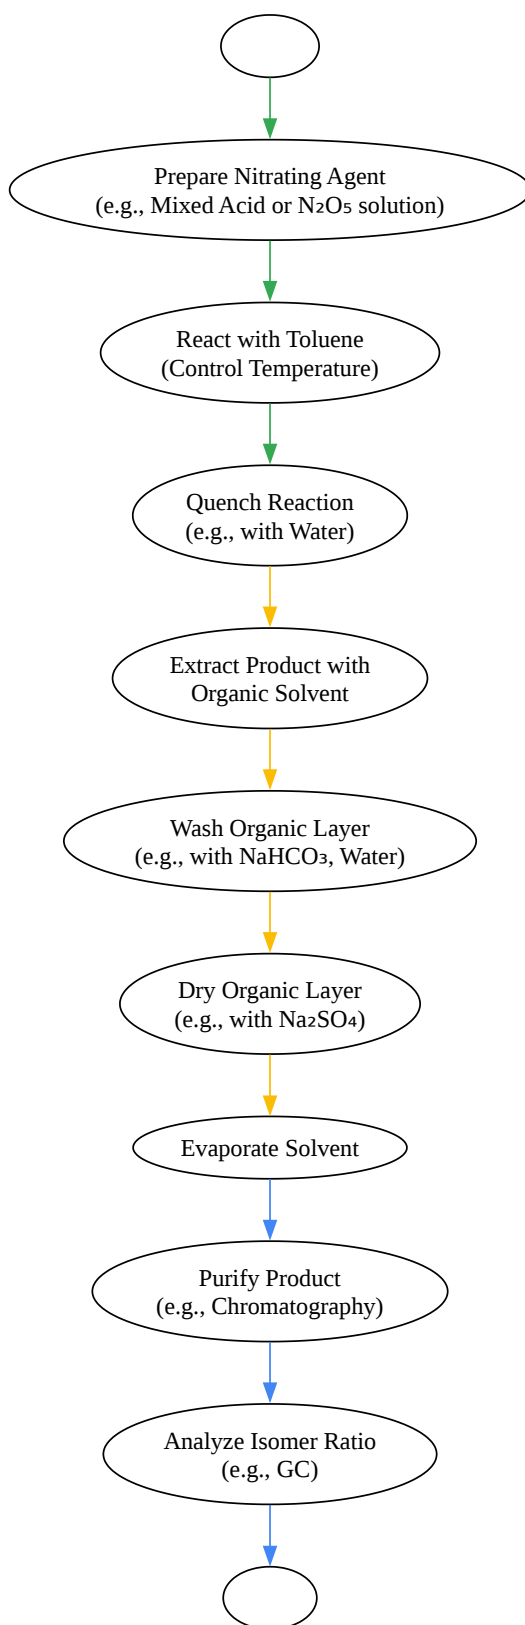 Prepare Nitrating Agent
(e.g., Mixed Acid or N₂O₅ solution)
React with Toluene
(Control Temperature)
Quench Reaction
(e.g., with Water)
Extract Product with
Organic Solvent
Wash Organic Layer
(e.g., with NaHCO₃, Water)
Dry Organic Layer
(e.g., with Na₂SO₄)
Evaporate Solvent
Purify Product
(e.g., Chromatography)
Analyze Isomer Ratio
(e.g., GC)